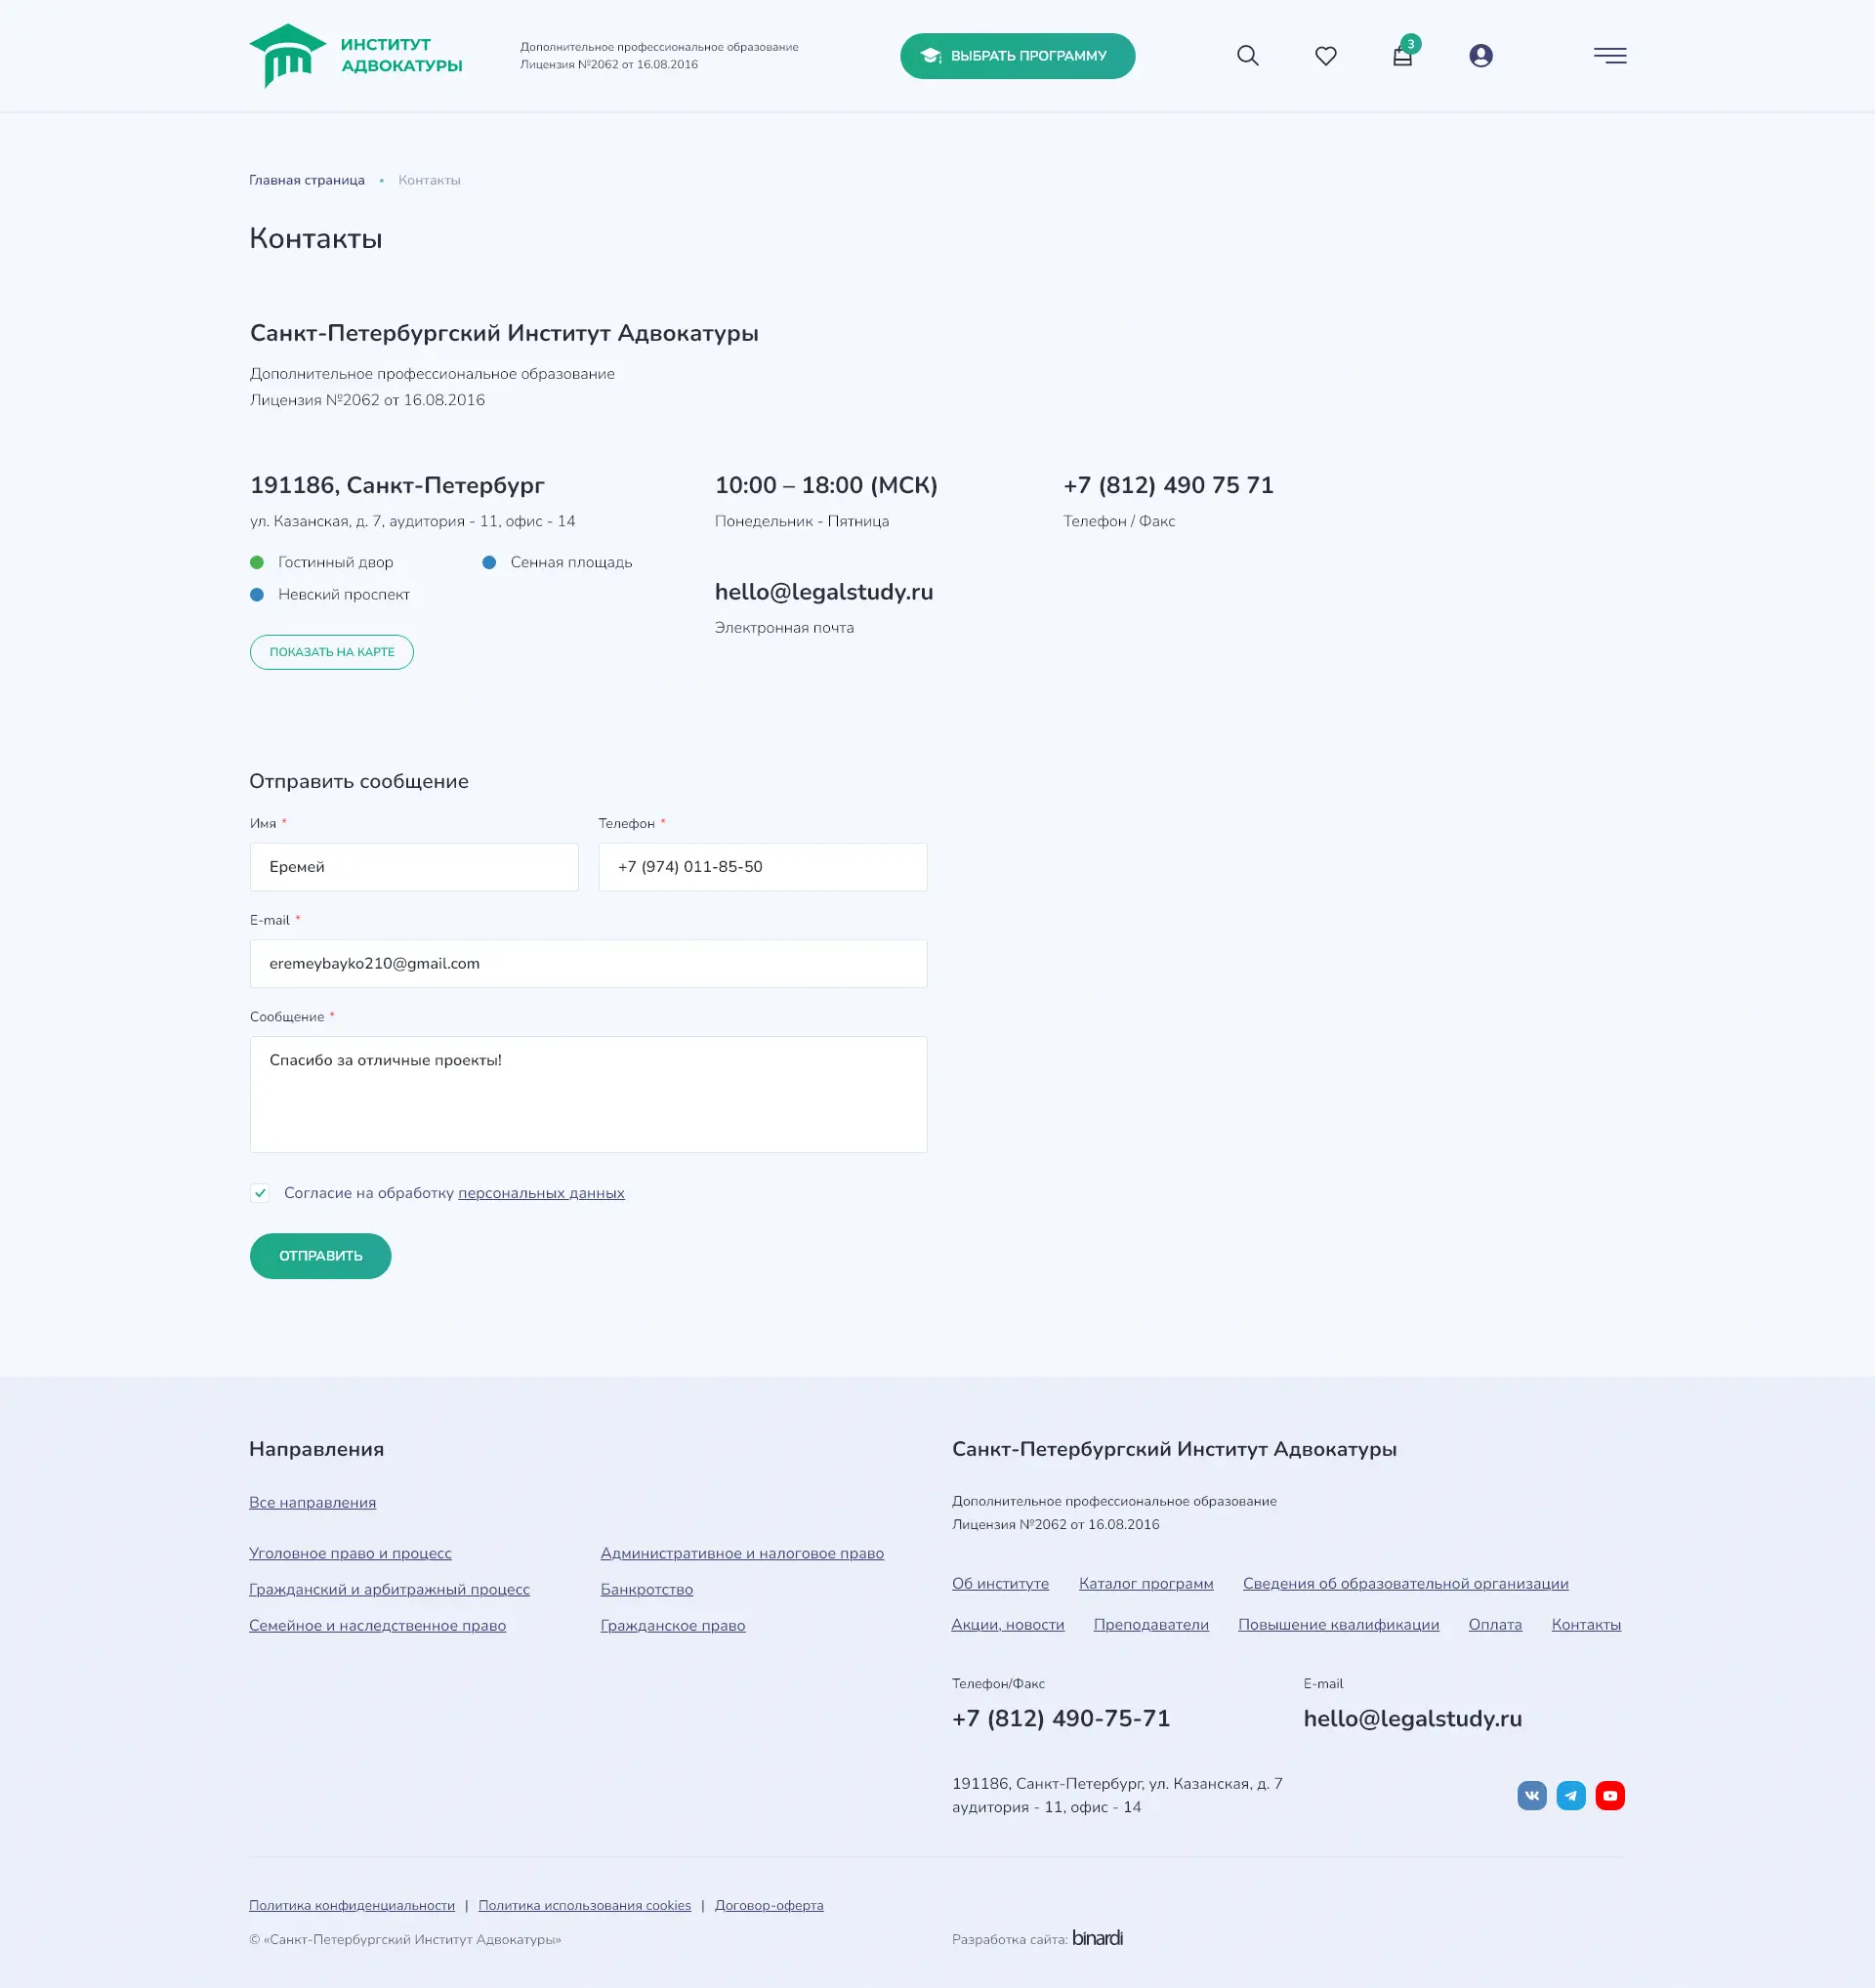 ИНСТИТУТ
АДВОКАТУРЫ
Дополнительное профессиональное образование
Лицензия №2062 от 16.08.2016
ВЫБРАТЬ ПРОГРАММУ
3
Главная страница • Контакты
Контакты
Санкт-Петербургский Институт Адвокатуры
Дополнительное профессиональное образование
Лицензия №2062 от 16.08.2016
191186, Санкт-Петербург
ул. Казанская, д. 7, аудитория - 11, офис - 14
Гостинный двор
Сенная площадь
Невский проспект
ПОКАЗАТЬ НА КАРТЕ
10:00 – 18:00 (МСК)
Понедельник - Пятница
hello@legalstudy.ru
Электронная почта
+7 (812) 490 75 71
Телефон / Факс
Отправить сообщение
Имя *
Еремей
Телефон *
+7 (974) 011-85-50
E-mail *
eremeybayko210@gmail.com
Сообщение *
Спасибо за отличные проекты!
Согласие на обработку персональных данных
ОТПРАВИТЬ
Направления
Все направления
Уголовное право и процесс
Гражданский и арбитражный процесс
Семейное и наследственное право
Административное и налоговое право
Банкротство
Гражданское право
Санкт-Петербургский Институт Адвокатуры
Дополнительное профессиональное образование
Лицензия №2062 от 16.08.2016
Об институте Каталог программ Сведения об образовательной организации
Акции, новости Преподаватели Повышение квалификации Оплата Контакты
Телефон/Факс
+7 (812) 490-75-71
E-mail
hello@legalstudy.ru
191186, Санкт-Петербург, ул. Казанская, д. 7
аудитория - 11, офис - 14
Политика конфиденциальности | Политика использования cookies | Договор-оферта
© «Санкт-Петербургский Институт Адвокатуры»
Разработка сайта: binardi